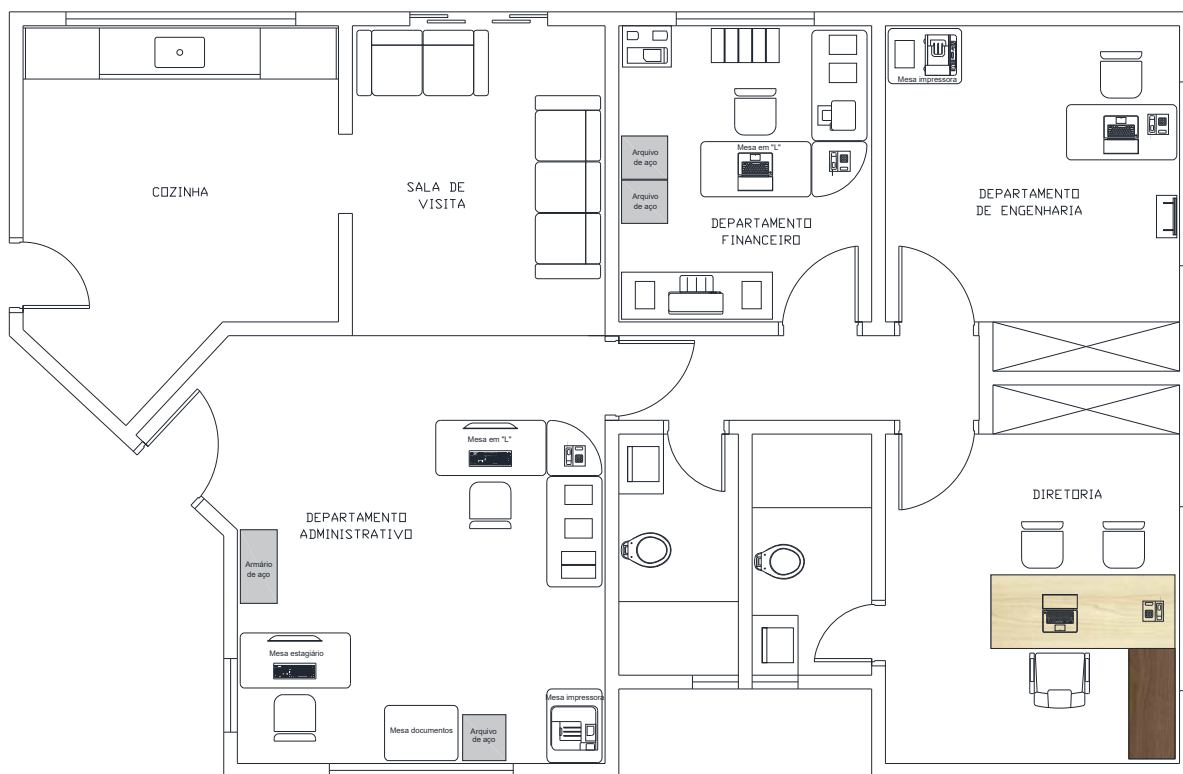 Mesa impressora
Mesa em "L"
Arquivo
de aço
Arquivo
de aço
COZINHA
SALA DE
VISITA
DEPARTAMENTO
FINANCEIRO
DEPARTAMENTO
DE ENGENHARIA
Mesa em "L"
DEPARTAMENTO
ADMINISTRATIVO
DIRETORIA
Armário
de aço
Mesa estagiário
Mesa impressora
Mesa documentos
Arquivo
de aço